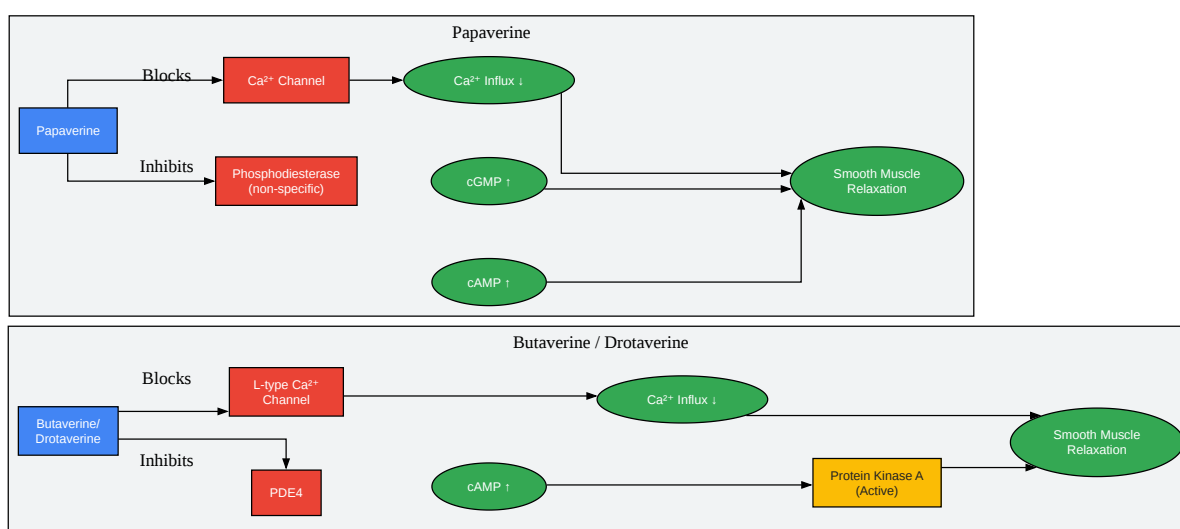 Papaverine
Blocks
Ca²⁺ Channel
Ca²⁺ Influx ↓
Papaverine
Inhibits
Phosphodiesterase
(non-specific)
cGMP ↑
Smooth Muscle
Relaxation
cAMP ↑
Butaverine / Drotaverine
Blocks
L-type Ca²⁺
Channel
Ca²⁺ Influx ↓
Butaverine/
Drotaverine
Smooth Muscle
Relaxation
Inhibits
PDE4
cAMP ↑
Protein Kinase A
(Active)